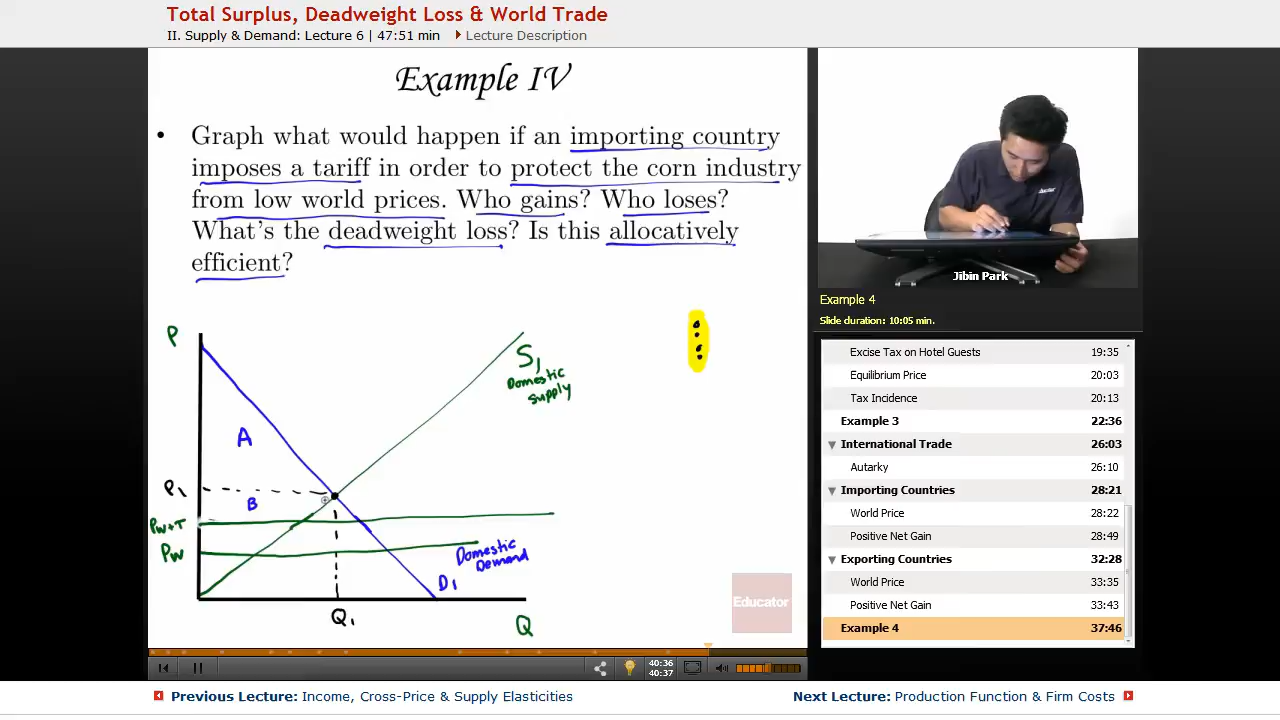 Total Surplus, Deadweight Loss & World Trade
II. Supply & Demand: Lecture 6 | 47:51 min
Lecture Description
Example IV
• Graph what would happen if an importing country
imposes a tariff in order to protect the corn industry
from low world prices. Who gains? Who loses?
What's the deadweight loss? Is this allocatively
efficient?
P
S1
Domestic
supply
A
P1
B
Pw+T
Pw
Domestic
Demand
D1
Q1
Q
Educator
Jibin Park
Example 4
Slide duration: 10:05 min.
Excise Tax on Hotel Guests 19:35
Equilibrium Price 20:03
Tax Incidence 20:13
Example 3 22:36
International Trade 26:03
Autarky 26:10
Importing Countries 28:21
World Price 28:22
Positive Net Gain 28:49
Exporting Countries 32:28
World Price 33:35
Positive Net Gain 33:43
Example 4 37:46
40:36
40:37
Previous Lecture: Income, Cross-Price & Supply Elasticities
Next Lecture: Production Function & Firm Costs